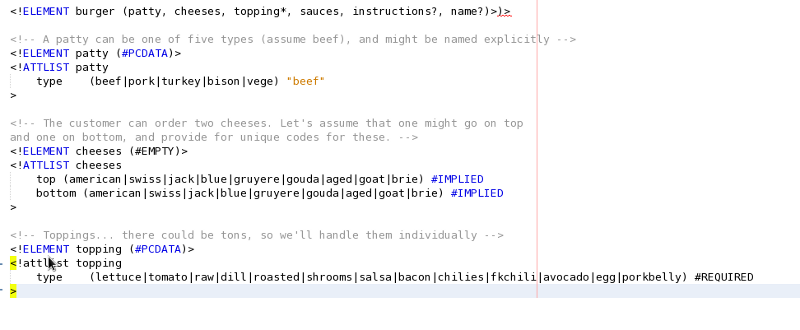 <!ELEMENT burger (patty, cheeses, topping*, sauces, instructions?, name?)>)>
<!-- A patty can be one of five types (assume beef), and might be named explicitly -->
<!ELEMENT patty (#PCDATA)>
<!ATTLIST patty
type (beef|pork|turkey|bison|vege) "beef"
>
<!-- The customer can order two cheeses. Let's assume that one might go on top
and one on bottom, and provide for unique codes for these. -->
<!ELEMENT cheeses (#EMPTY)>
<!ATTLIST cheeses
top (american|swiss|jack|blue|gruyere|gouda|aged|goat|brie) #IMPLIED
bottom (american|swiss|jack|blue|gruyere|gouda|aged|goat|brie) #IMPLIED
>
<!-- Toppings... there could be tons, so we'll handle them individually -->
<!ELEMENT topping (#PCDATA)>
<!attlist topping
type (lettuce|tomato|raw|dill|roasted|shrooms|salsa|bacon|chilies|fkchili|avocado|egg|porkbelly) #REQUIRED
>